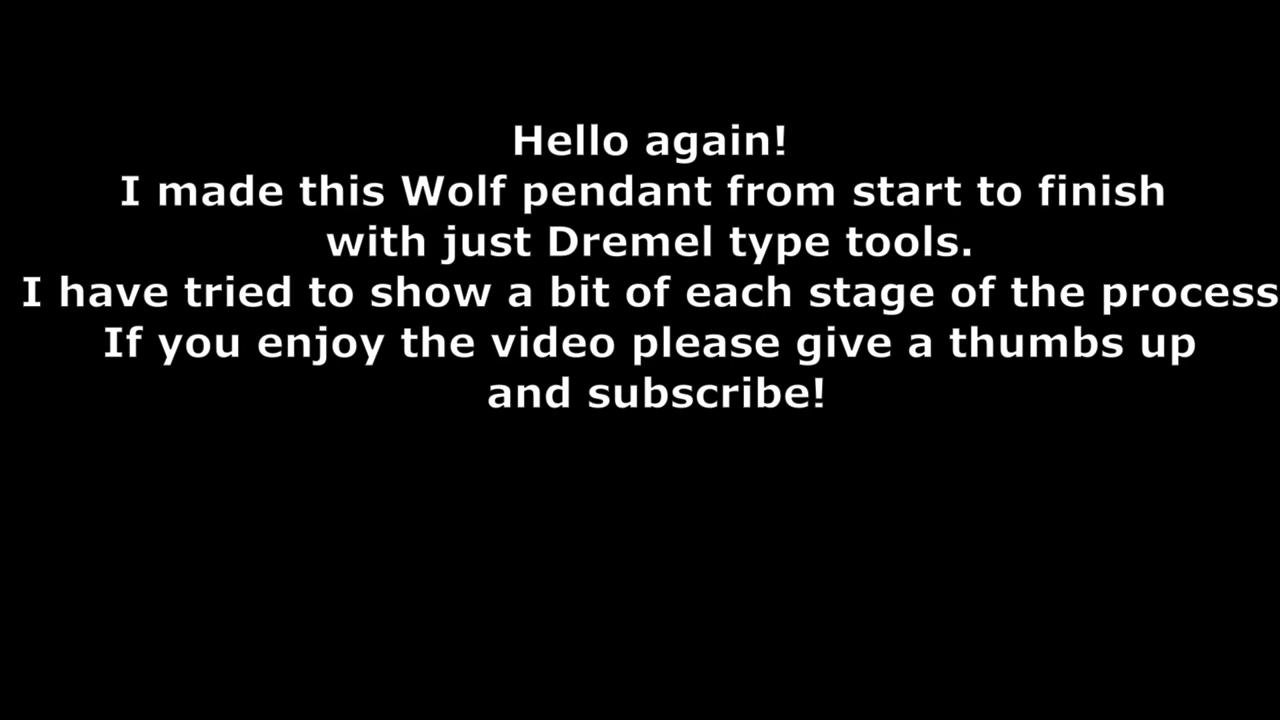 Hello again!
I made this Wolf pendant from start to finish
with just Dremel type tools.
I have tried to show a bit of each stage of the process
If you enjoy the video please give a thumbs up
and subscribe!